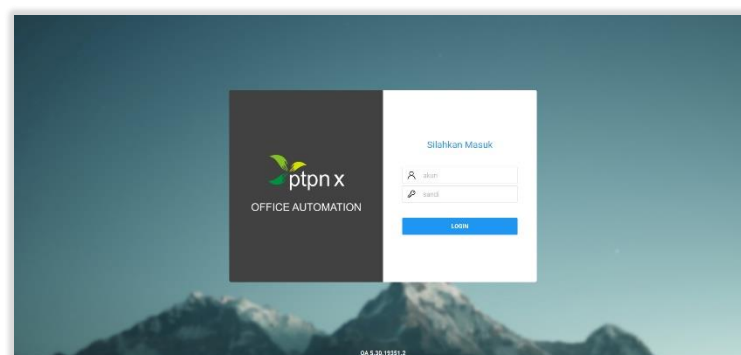 ptpn x
OFFICE AUTOMATION
Silahkan Masuk
akun
sandi
LOGIN
OA 5.30.19351.2